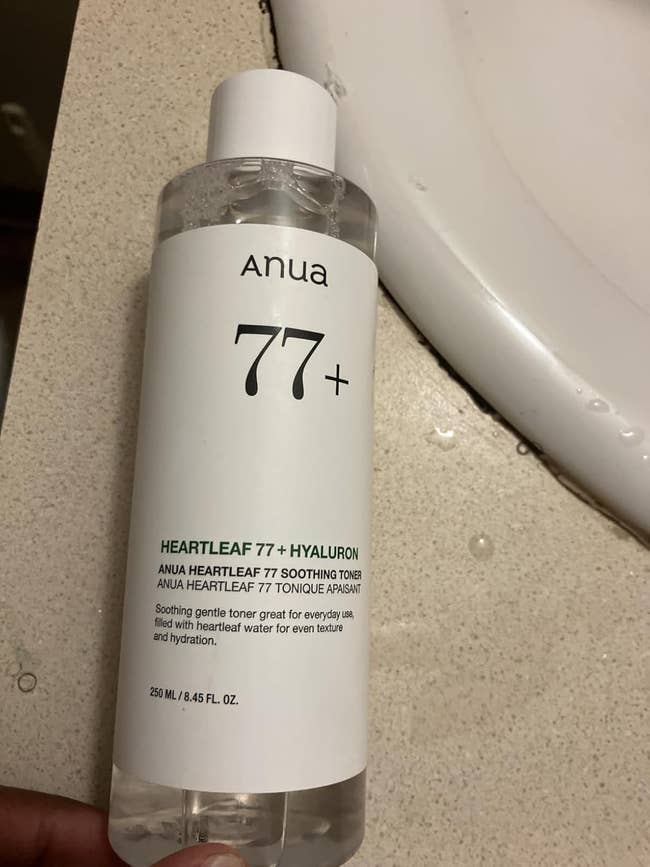 Anua
77+
HEARTLEAF 77 + HYALURON
ANUA HEARTLEAF 77 SOOTHING TONER
ANUA HEARTLEAF 77 TONIQUE APAISANT
Soothing gentle toner great for everyday use,
filled with heartleaf water for even texture
and hydration.
250 ML / 8.45 FL. OZ.